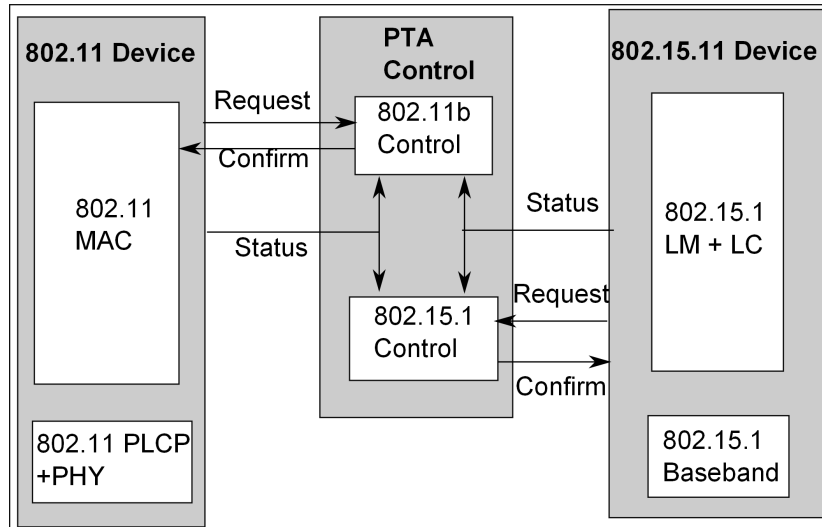 802.11 Device
802.11
MAC
802.11 PLCP
+PHY
Request
Confirm
Status
PTA
Control
802.11b
Control
802.15.1
Control
Status
Request
Confirm
802.15.11 Device
802.15.1
LM + LC
802.15.1
Baseband